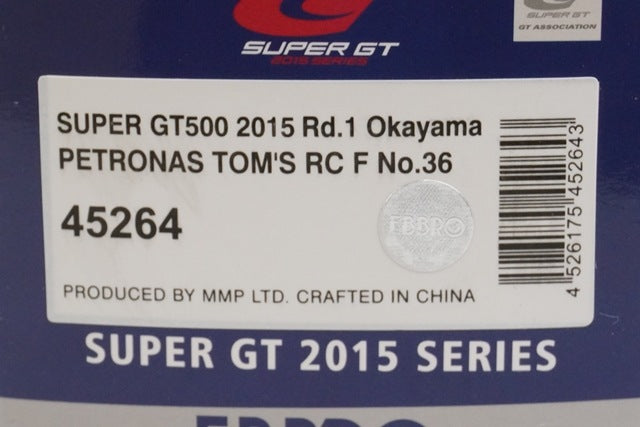 SUPER GT
2015 SERIES
SUPER GT
GT ASSOCIATION
SUPER GT500 2015 Rd.1 Okayama
PETRONAS TOM'S RC F No.36
45264
EBBRO
4 526175 452643
PRODUCED BY MMP LTD. CRAFTED IN CHINA
SUPER GT 2015 SERIES
EBBRO